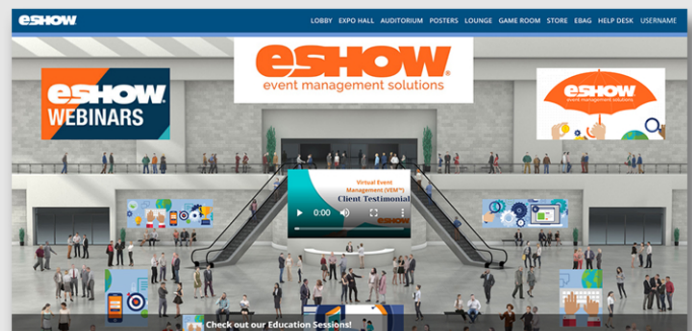 eSHOW
LOBBY EXPO HALL AUDITORIUM POSTERS LOUNGE GAME ROOM STORE EBAG HELP DESK USERNAME
eSHOW®
event management solutions
eSHOW
WEBINARS
eSHOW
event management solutions
Virtual Event
Management (VEM™)
Client Testimonial
0:00
eSHOW
Check out our Education Sessions!